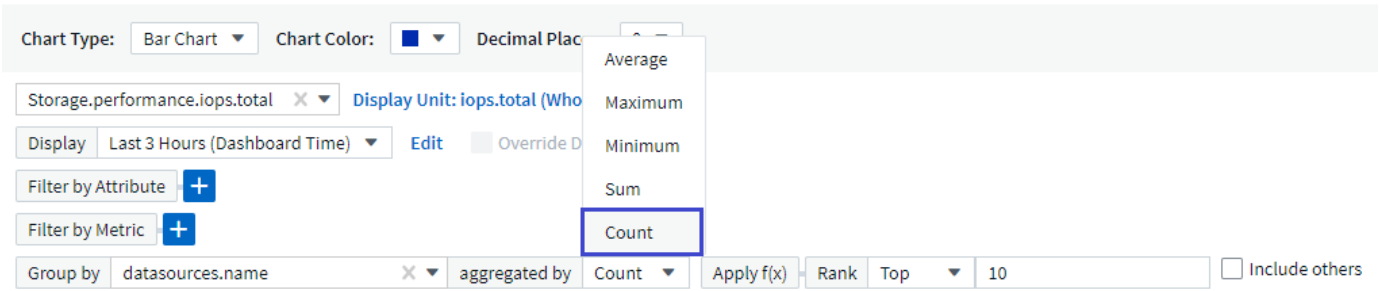 Chart Type: Bar Chart Chart Color: Decimal Plac
Average
Storage.performance.iops.total Display Unit: iops.total (Who Maximum
Display Last 3 Hours (Dashboard Time) Edit Override D Minimum
Filter by Attribute + Sum
Filter by Metric + Count
Group by datasources.name aggregated by Count Apply f(x) Rank Top 10 Include others